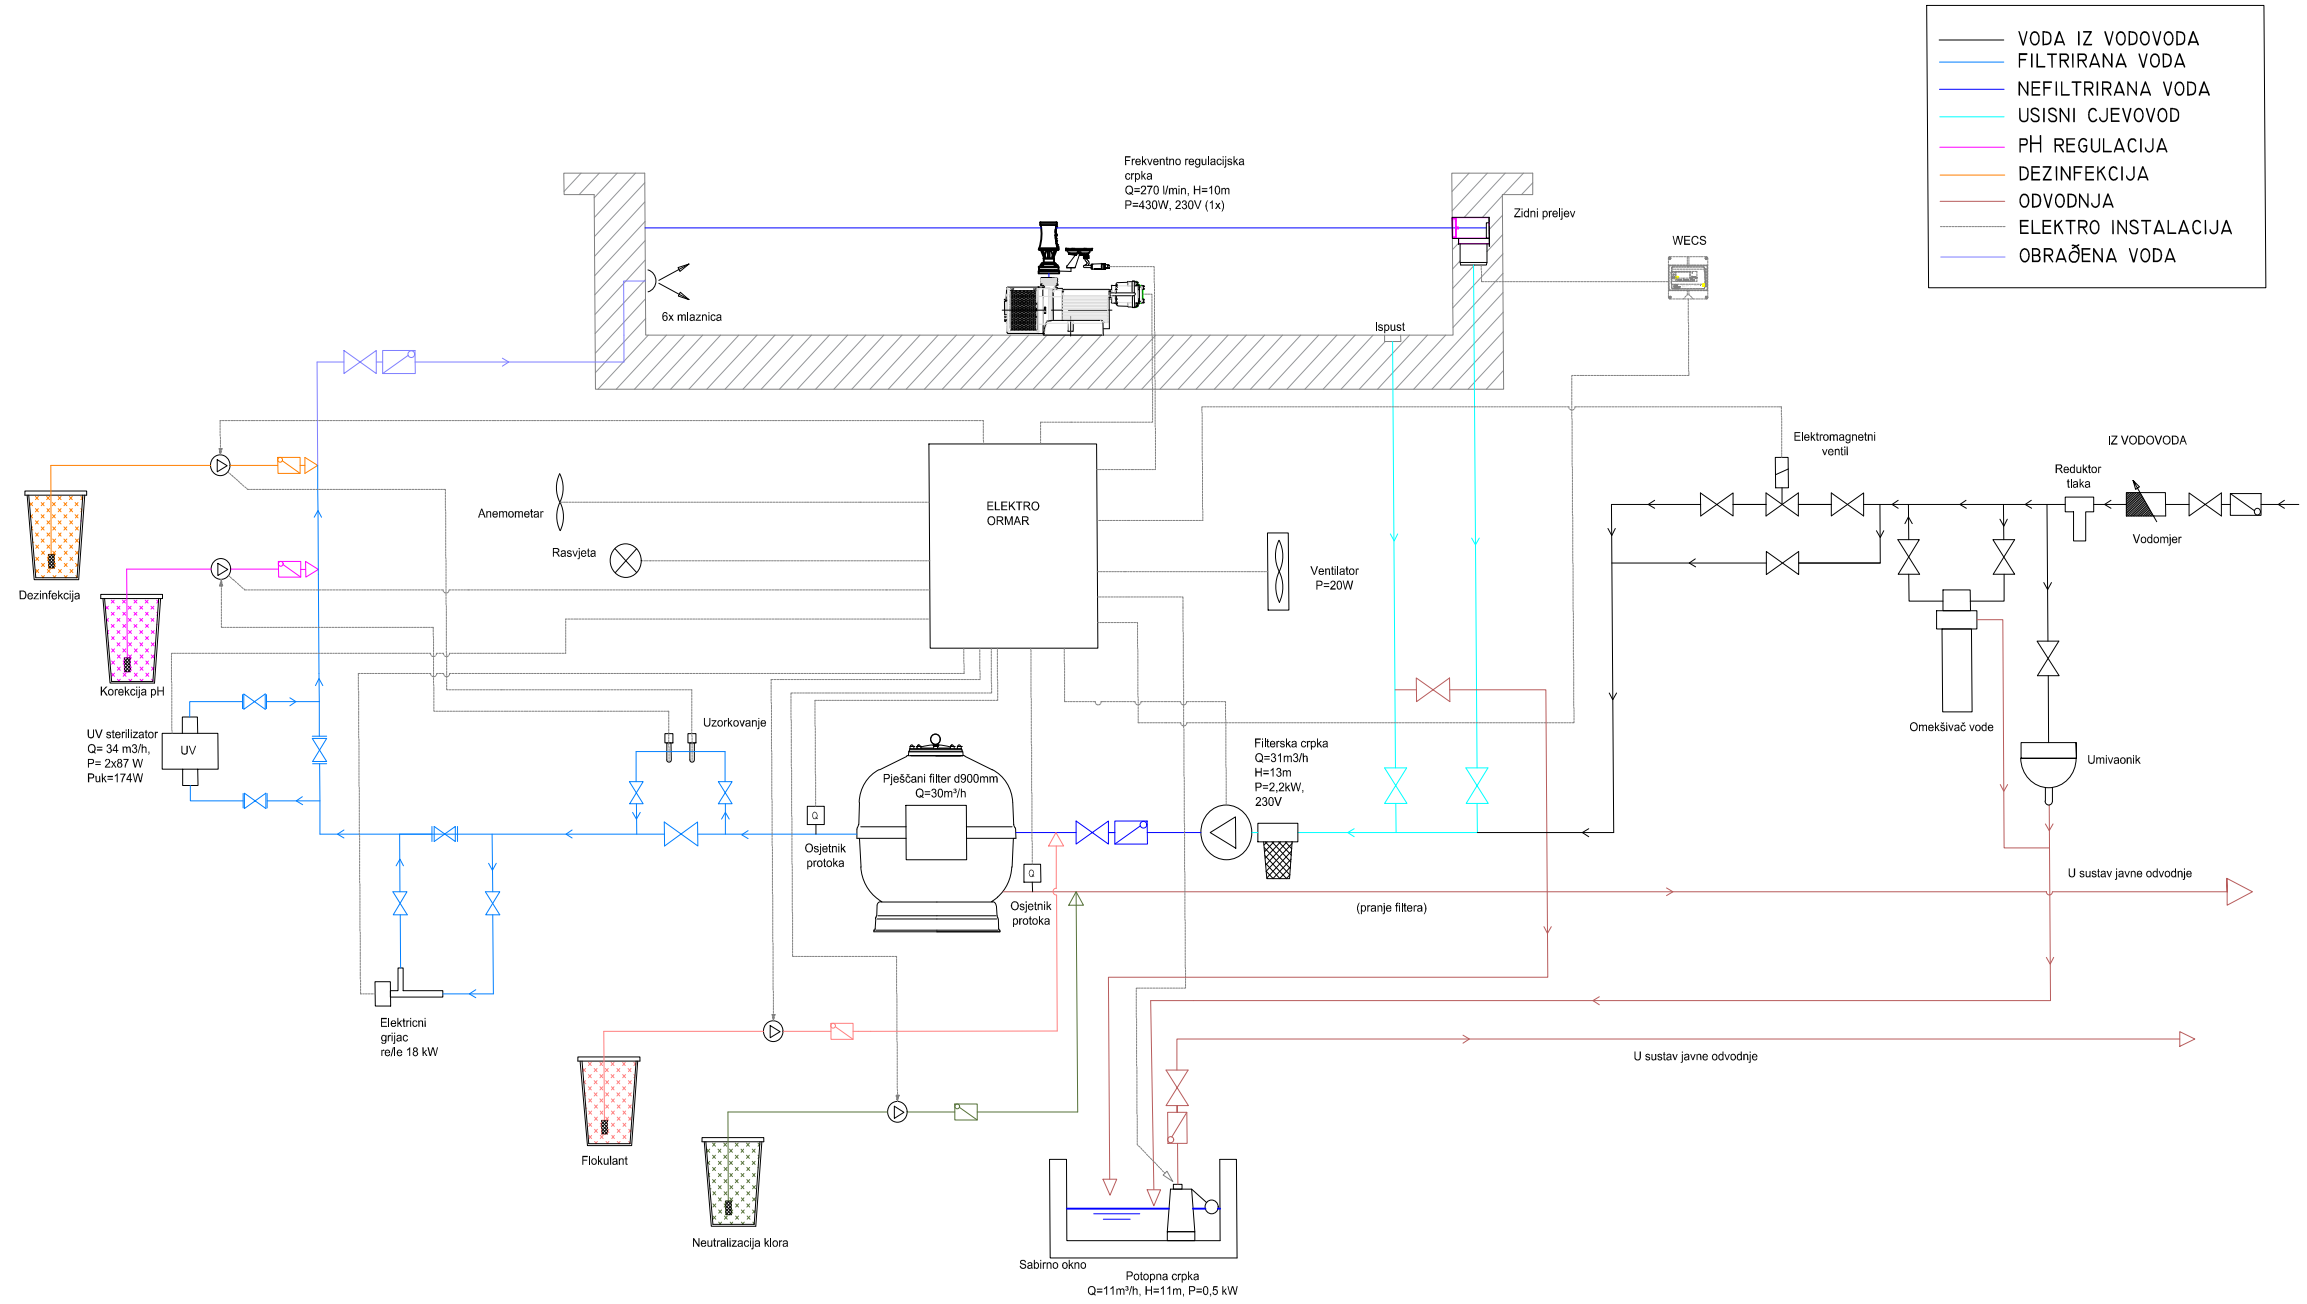 VODA IZ VODOVODA
FILTRIRANA VODA
NEFILTRIRANA VODA
USISNI CJEVOVOD
pH REGULACIJA
DEZINFEKCIJA
ODVODNJA
ELEKTRO INSTALACIJA
OBRAÐENA VODA
Frekventno regulacijska
crpka
Q=270 l/min, H=10m
P=430W, 230V (1x)
Zidni preljev
WECS
6x mlaznica
Ispust
Elektromagnetni
ventil
IZ VODOVODA
Reduktor
tlaka
Vodomjer
ELEKTRO
ORMAR
Anemometar
Rasvjeta
Ventilator
P=20W
Dezinfekcija
Korekcija pH
UV sterilizator
Q= 34 m3/h,
P= 2x87 W
Puk=174W
UV
Uzorkovanje
Omekšivač vode
Umivaonik
Filterska crpka
Q=31m3/h
H=13m
P=2,2kW,
230V
Pješčani filter d900mm
Q=30m³/h
Q
Osjetnik
protoka
Q
Osjetnik
protoka
U sustav javne odvodnje
(pranje filtera)
Elektricni
grijac
re/le 18 kW
U sustav javne odvodnje
Flokulant
Neutralizacija klora
Sabirno okno
Potopna crpka
Q=11m³/h, H=11m, P=0,5 kW